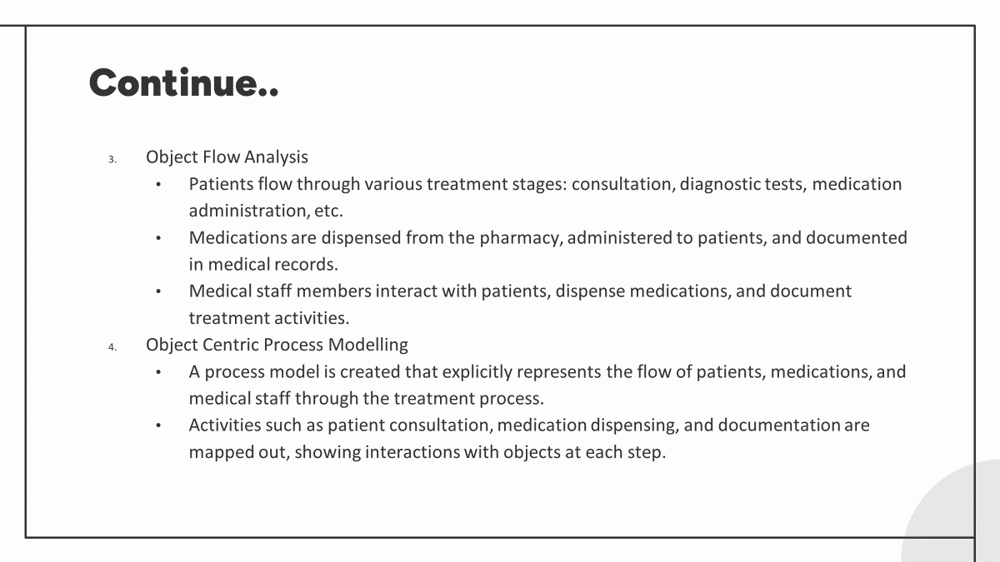 Continue..
3. Object Flow Analysis
• Patients flow through various treatment stages: consultation, diagnostic tests, medication
administration, etc.
• Medications are dispensed from the pharmacy, administered to patients, and documented
in medical records.
• Medical staff members interact with patients, dispense medications, and document
treatment activities.
4. Object Centric Process Modelling
• A process model is created that explicitly represents the flow of patients, medications, and
medical staff through the treatment process.
• Activities such as patient consultation, medication dispensing, and documentation are
mapped out, showing interactions with objects at each step.